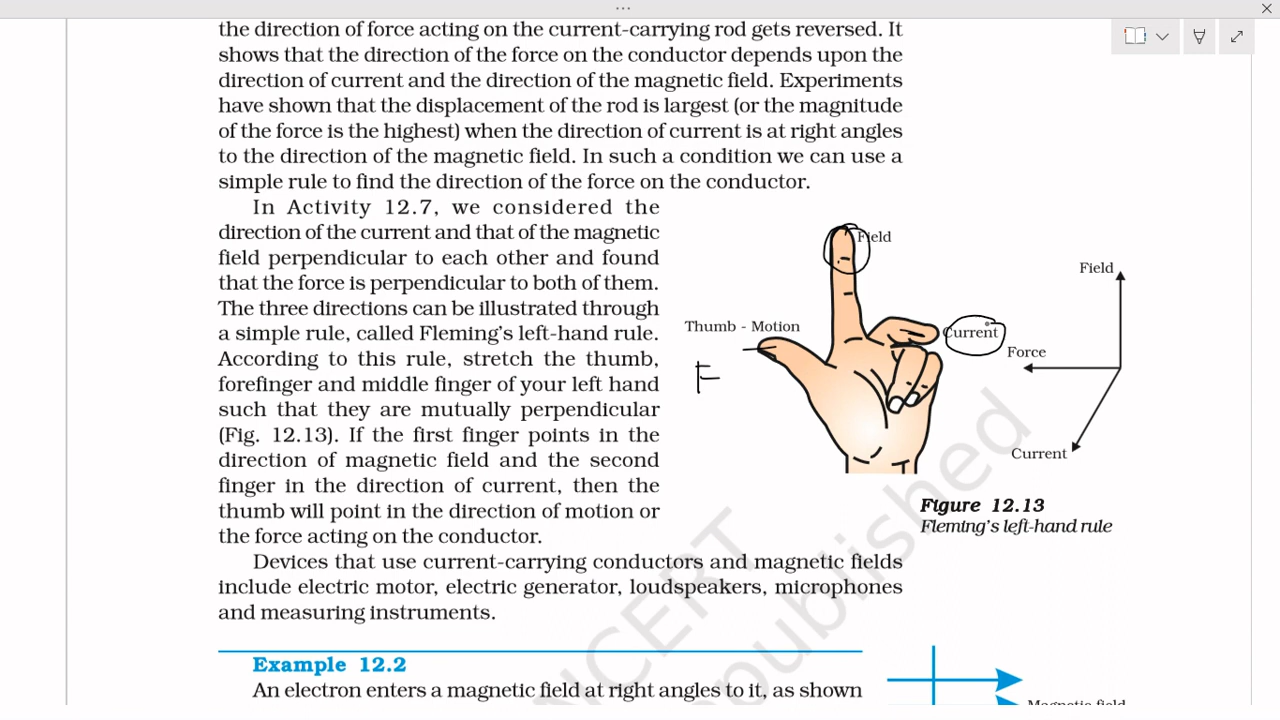 the direction of force acting on the current-carrying rod gets reversed. It
shows that the direction of the force on the conductor depends upon the
direction of current and the direction of the magnetic field. Experiments
have shown that the displacement of the rod is largest (or the magnitude
of the force is the highest) when the direction of current is at right angles
to the direction of the magnetic field. In such a condition we can use a
simple rule to find the direction of the force on the conductor.
In Activity 12.7, we considered the
direction of the current and that of the magnetic
field perpendicular to each other and found
that the force is perpendicular to both of them.
The three directions can be illustrated through
a simple rule, called Fleming's left-hand rule.
According to this rule, stretch the thumb,
forefinger and middle finger of your left hand
such that they are mutually perpendicular
(Fig. 12.13). If the first finger points in the
direction of magnetic field and the second
finger in the direction of current, then the
thumb will point in the direction of motion or
the force acting on the conductor.
Field
Thumb - Motion
Current
F
Field
Force
Current
Figure 12.13
Fleming's left-hand rule
Devices that use current-carrying conductors and magnetic fields
include electric motor, electric generator, loudspeakers, microphones
and measuring instruments.
Example 12.2
An electron enters a magnetic field at right angles to it, as shown
Magnetic field
NCERT
published